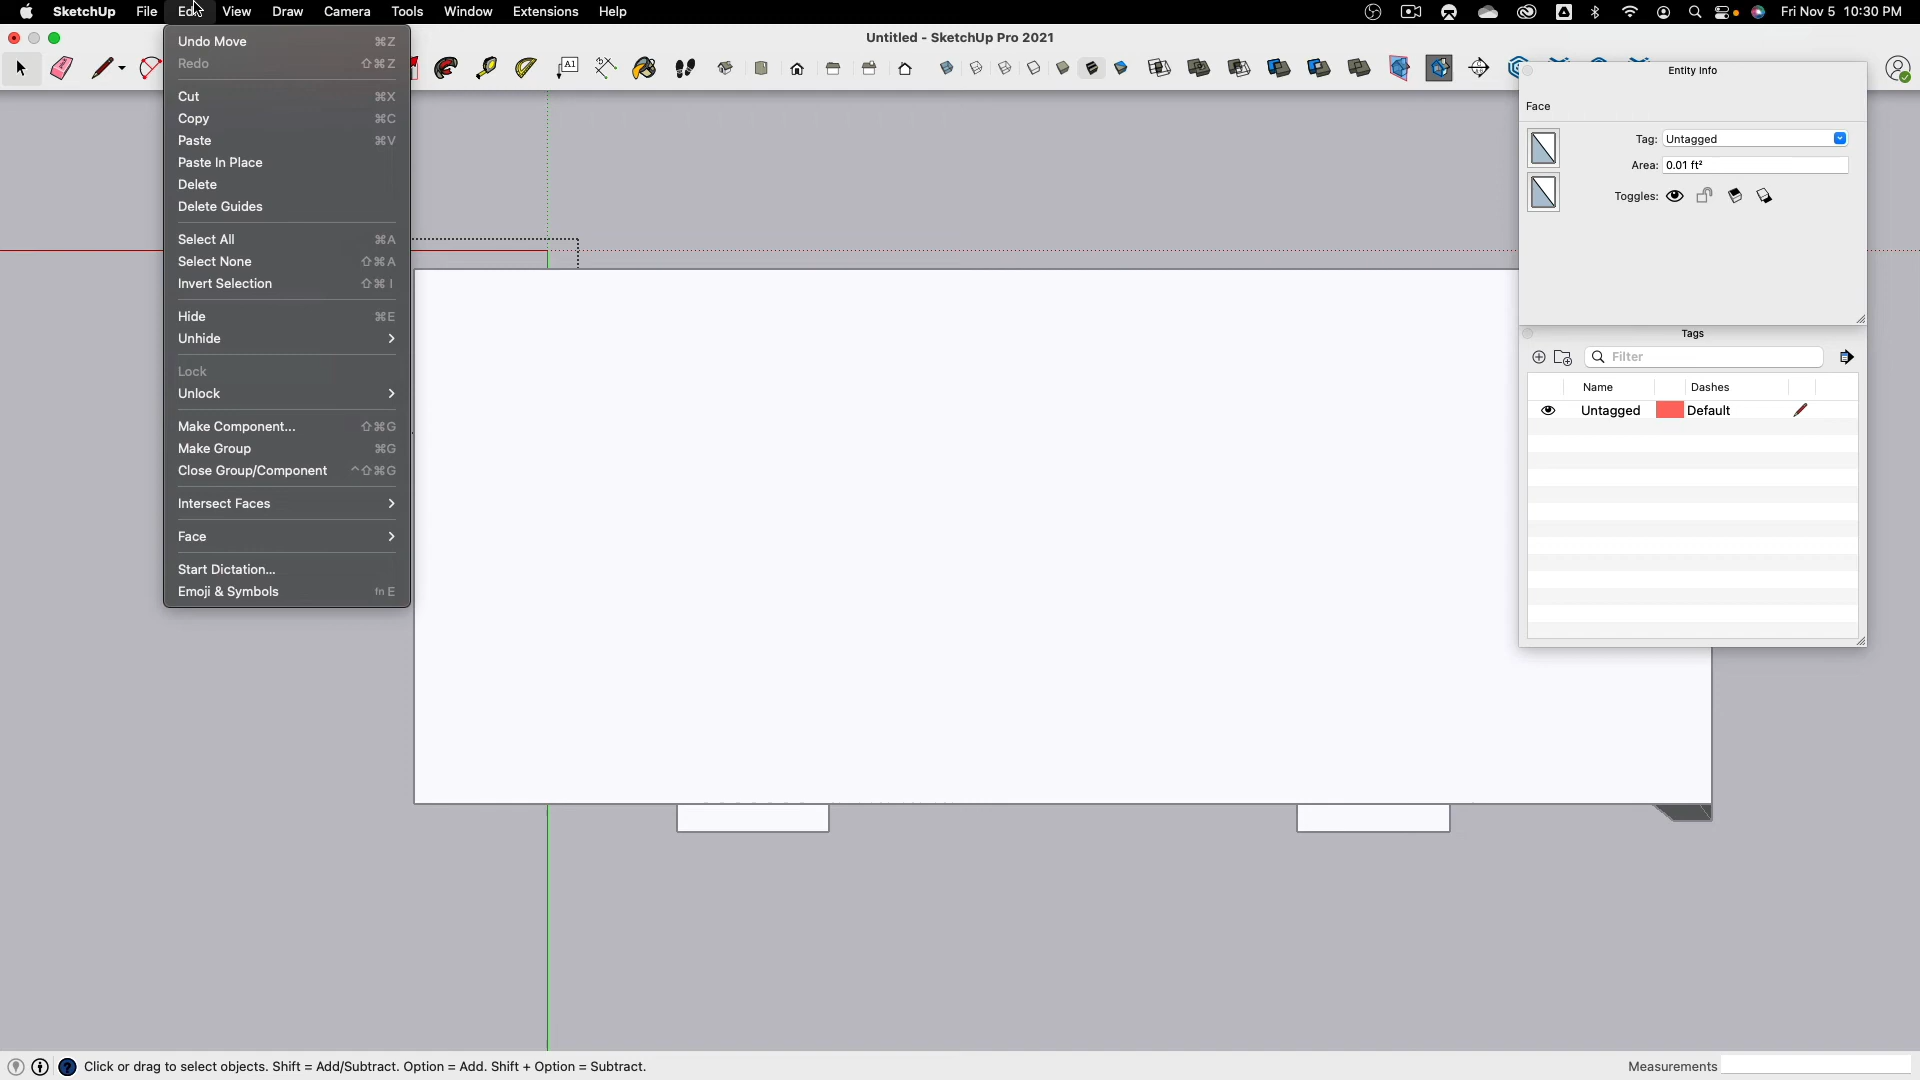 SketchUp File Edit View Draw Camera Tools Window Extensions Help Fri Nov 5 10:30 PM
Untitled - SketchUp Pro 2021
Undo Move ⌘Z
Redo ⇧⌘Z
Cut ⌘X
Copy ⌘C
Paste ⌘V
Paste In Place
Delete
Delete Guides
Select All ⌘A
Select None ⇧⌘A
Invert Selection ⇧⌘I
Hide ⌘E
Unhide
Lock
Unlock
Make Component... ⇧⌘G
Make Group ⌘G
Close Group/Component ^⇧⌘G
Intersect Faces
Face
Start Dictation...
Emoji & Symbols fn E
A1
Entity Info
Face
Tag: Untagged
Area: 0.01 ft²
Toggles:
Tags
Filter
Name Dashes
Untagged Default
Click or drag to select objects. Shift = Add/Subtract. Option = Add. Shift + Option = Subtract.
Measurements